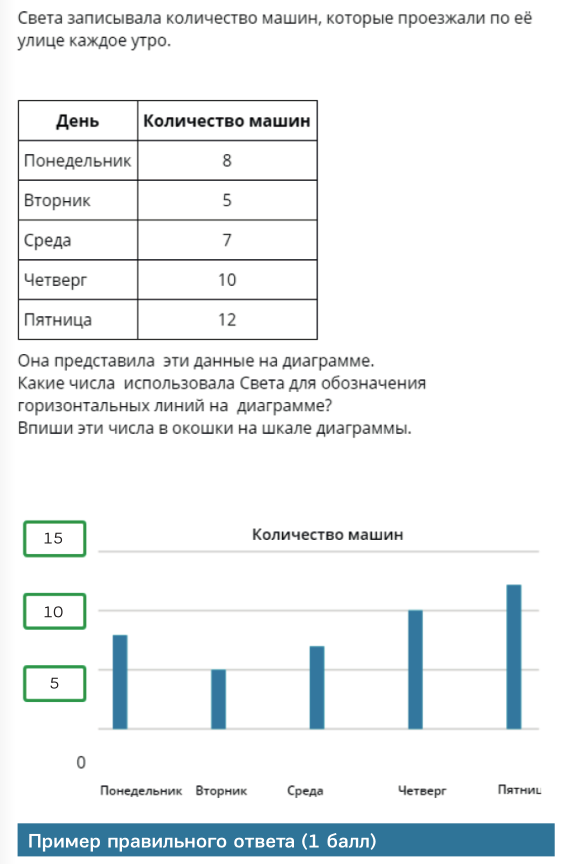 Света записывала количество машин, которые проезжали по её
улице каждое утро.
День Количество машин
Понедельник 8
Вторник 5
Среда 7
Четверг 10
Пятница 12
Она представила эти данные на диаграмме.
Какие числа использовала Света для обозначения
горизонтальных линий на диаграмме?
Впиши эти числа в окошки на шкале диаграммы.
Количество машин
15
10
5
0
Понедельник Вторник Среда Четверг Пятниц
Пример правильного ответа (1 балл)